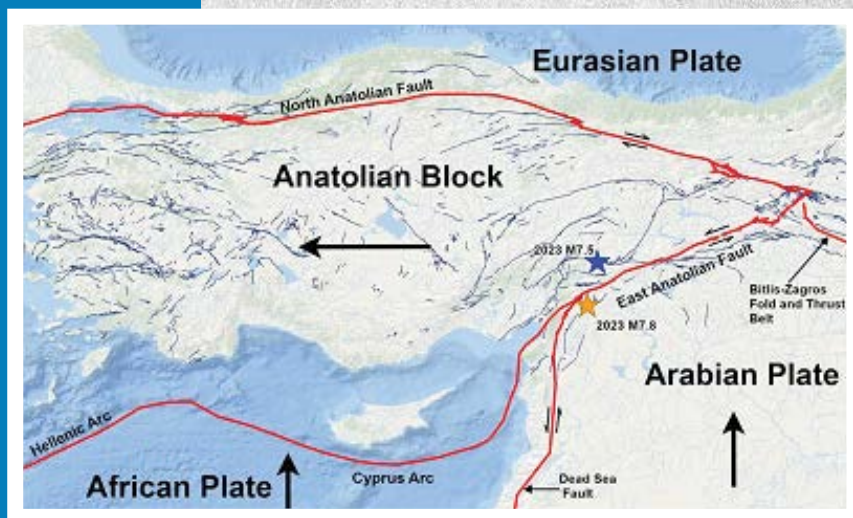 Eurasian Plate
North Anatolian Fault
Anatolian Block
2023 M7.5
East Anatolian Fault
Bitlis-Zagros
Fold and Thrust
Belt
2023 M7.8
Arabian Plate
Hellenic Arc
African Plate
Cyprus Arc
Dead Sea
Fault